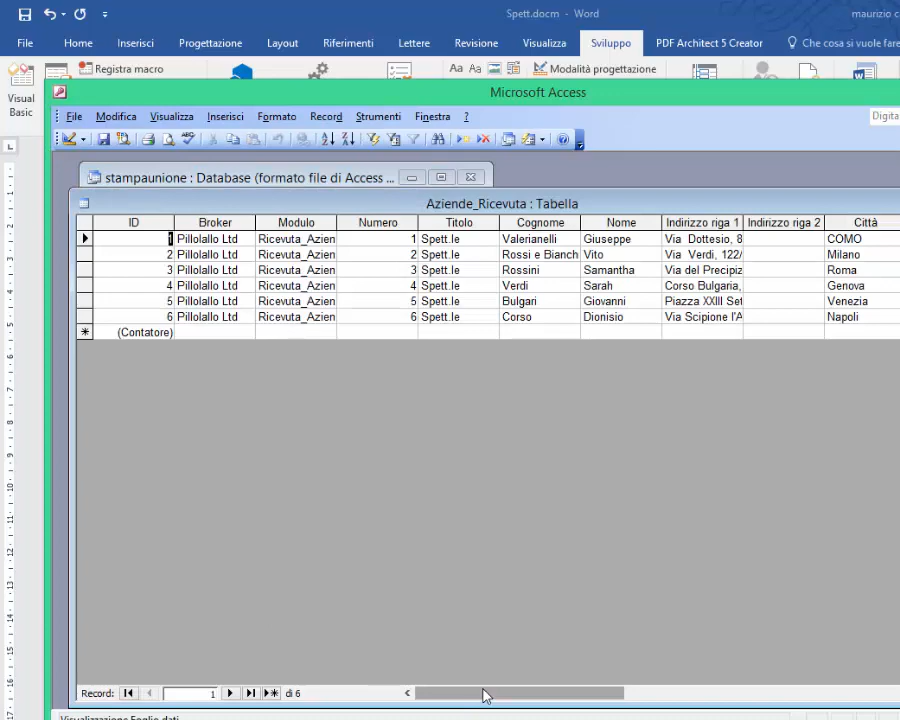 Spett.docm - Word
maurizio c
File Home Inserisci Progettazione Layout Riferimenti Lettere Revisione Visualizza Sviluppo PDF Architect 5 Creator Che cosa si vuole fare
Registra macro
Aa Aa
Modalità progettazione
Visual
Basic
Microsoft Access
File Modifica Visualizza Inserisci Formato Record Strumenti Finestra ?
Digita
stampaunione : Database (formato file di Access ...
Aziende_Ricevuta : Tabella
ID Broker Modulo Numero Titolo Cognome Nome Indirizzo riga 1 Indirizzo riga 2 Città
1 Pillolallo Ltd Ricevuta_Azien 1 Spett.le Valerianelli Giuseppe Via Dottesio, 8 COMO
2 Pillolallo Ltd Ricevuta_Azien 2 Spett.le Rossi e Bianch Vito Via Verdi, 122/ Milano
3 Pillolallo Ltd Ricevuta_Azien 3 Spett.le Rossini Samantha Via del Precipiz Roma
4 Pillolallo Ltd Ricevuta_Azien 4 Spett.le Verdi Sarah Corso Bulgaria, Genova
5 Pillolallo Ltd Ricevuta_Azien 5 Spett.le Bulgari Giovanni Piazza XXIII Set Venezia
6 Pillolallo Ltd Ricevuta_Azien 6 Spett.le Corso Dionisio Via Scipione l'A Napoli
(Contatore)
Record: 1 di 6
Visualizzazione Foglio dati